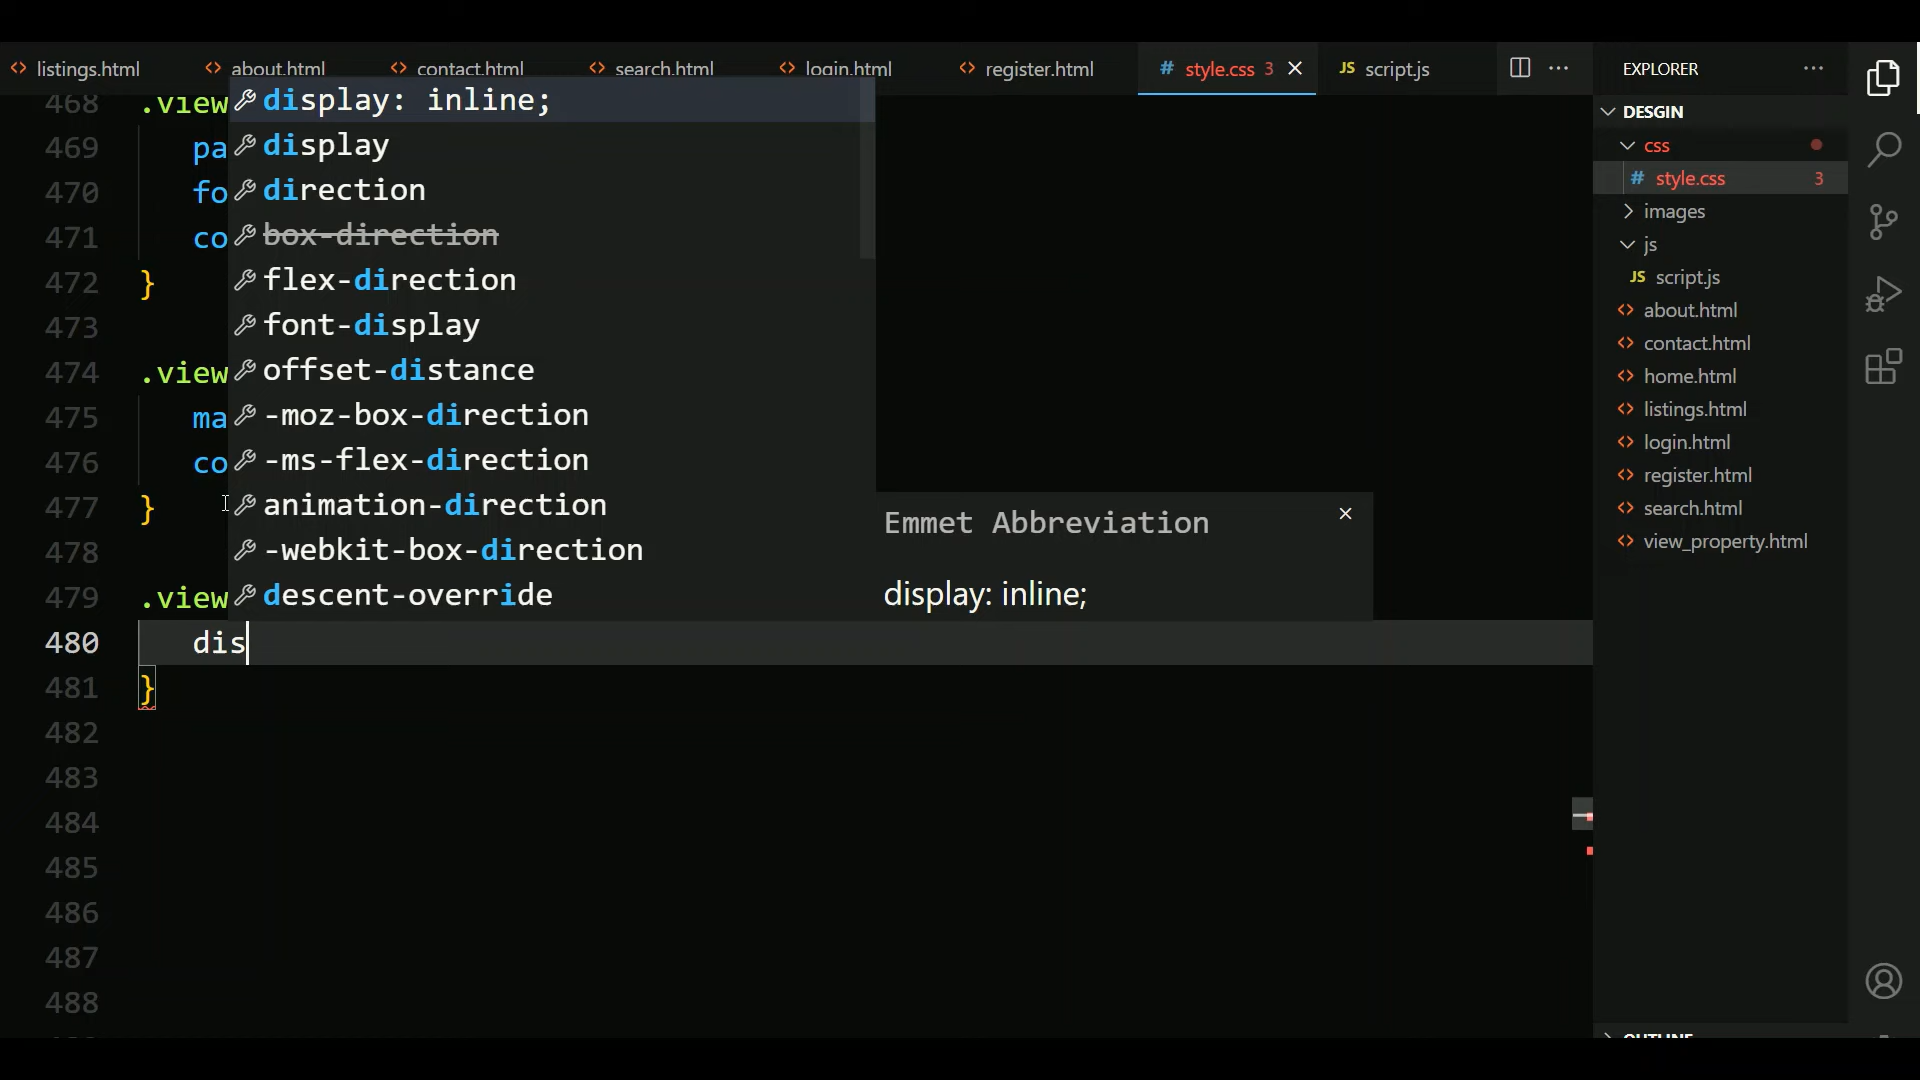 listings.html about.html contact.html search.html login.html register.html # style.css 3 JS script.js
468 .view
469 pa
470 fo
471 co
472 }
473
474 .view
475 ma
476 co
477 }
478
479 .view
480 dis
481 }
482
483
484
485
486
487
488
display: inline;
display
direction
box-direction
flex-direction
font-display
offset-distance
-moz-box-direction
-ms-flex-direction
animation-direction
-webkit-box-direction
descent-override
Emmet Abbreviation
display: inline;
EXPLORER
DESGIN
css
# style.css 3
images
js
JS script.js
about.html
contact.html
home.html
listings.html
login.html
register.html
search.html
view_property.html
OUTLINE